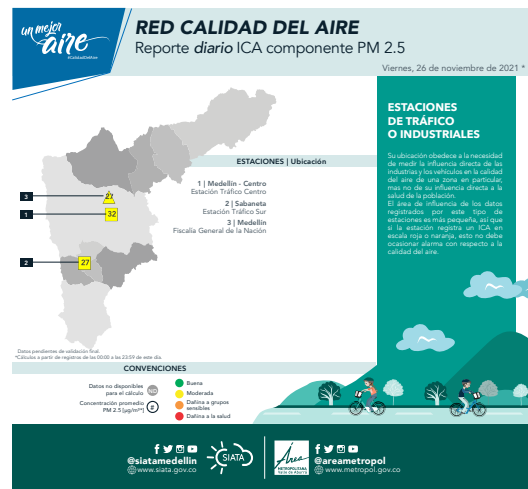 un mejor
aire
#CalidadDelAire
RED CALIDAD DEL AIRE
Reporte diario ICA componente PM 2.5
Viernes, 26 de noviembre de 2021 *
3
27
1
32
2
27
ESTACIONES | Ubicación
1 | Medellín - Centro
Estación Tráfico Centro
2 | Sabaneta
Estación Tráfico Sur
3 | Medellín
Fiscalía General de la Nación
ESTACIONES
DE TRÁFICO
O INDUSTRIALES
Su ubicación obedece a la necesidad
de medir la influencia directa de las
industrias y los vehículos en la calidad
del aire de una zona en particular,
mas no de su influencia directa a la
salud de la población.
El área de influencia de los datos
registrados por este tipo de
estaciones es más pequeña, así que
si la estación registra un ICA en
escala roja o naranja, esto no debe
ocasionar alarma con respecto a la
calidad del aire.
Datos pendientes de validación final.
*Cálculos a partir de registros de las 00:00 a las 23:59 de este día.
CONVENCIONES
Datos no disponibles
para el cálculo
ND
Concentración promedio
PM 2.5 [µg/m³]
#
Buena
Moderada
Dañina a grupos
sensibles
Dañina a la salud
@siatamedellin
www.siata.gov.co
SIATA
Área
METROPOLITANA
Valle de Aburrá
@areametropol
www.metropol.gov.co